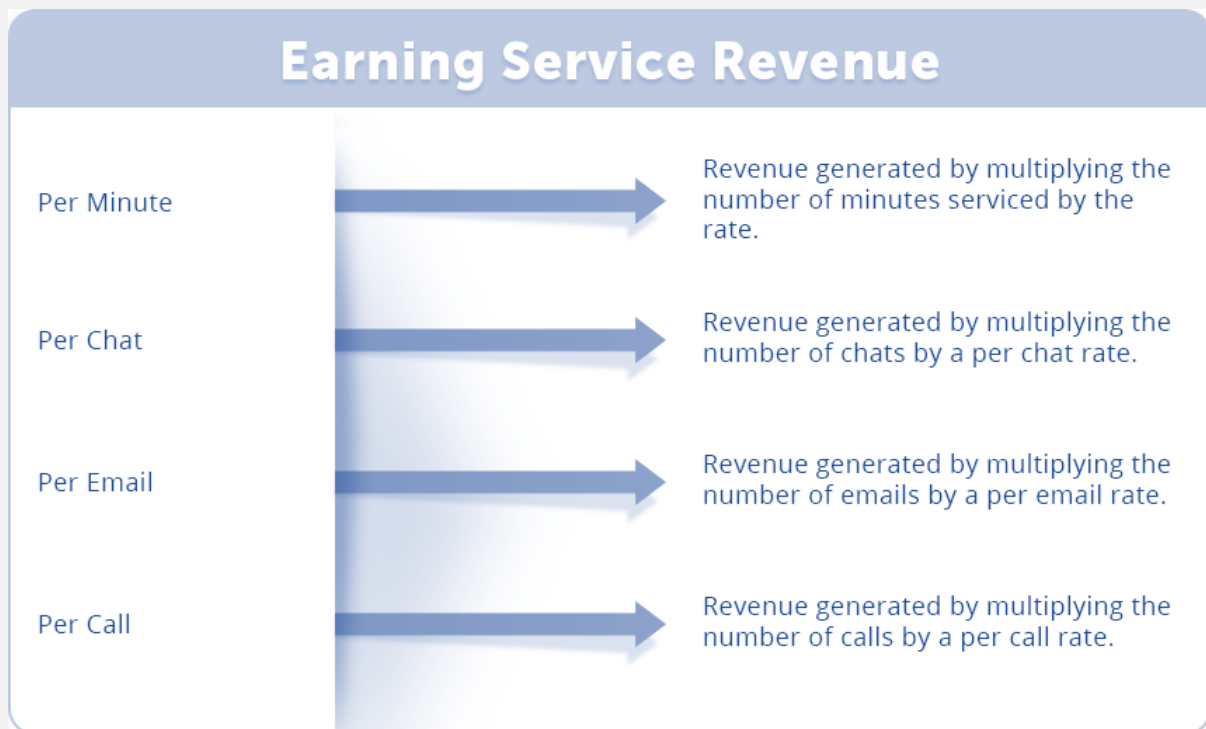 Earning Service Revenue
Per Minute
Revenue generated by multiplying the
number of minutes serviced by the
rate.
Per Chat
Revenue generated by multiplying the
number of chats by a per chat rate.
Per Email
Revenue generated by multiplying the
number of emails by a per email rate.
Per Call
Revenue generated by multiplying the
number of calls by a per call rate.